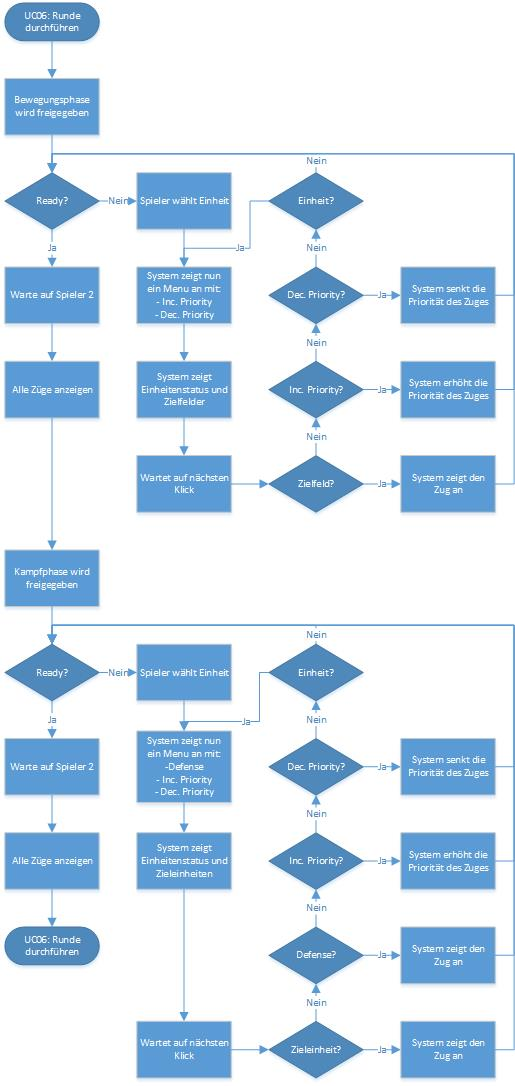 UC06: Runde
durchführen
Bewegungsphase
wird freigegeben
Nein
Ready?
Nein
Spieler wählt Einheit
Einheit?
Ja
Ja
Nein
Warte auf Spieler 2
System zeigt nun
ein Menu an mit:
- Inc. Priority
- Dec. Priority
Dec. Priority?
Ja
System senkt die
Priorität des Zuges
Nein
Alle Züge anzeigen
System zeigt
Einheitenstatus und
Zielfelder
Inc. Priority?
Ja
System erhöht die
Priorität des Zuges
Nein
Wartet auf nächsten
Klick
Zielfeld?
Ja
System zeigt den
Zug an
Kampfphase wird
freigegeben
Nein
Ready?
Nein
Spieler wählt Einheit
Einheit?
Ja
Ja
Nein
Warte auf Spieler 2
System zeigt nun
ein Menu an mit:
-Defense
- Inc. Priority
- Dec. Priority
Dec. Priority?
Ja
System senkt die
Priorität des Zuges
Nein
Alle Züge anzeigen
System zeigt
Einheitenstatus und
Zieleinheiten
Inc. Priority?
Ja
System erhöht die
Priorität des Zuges
Nein
UC06: Runde
durchführen
Defense?
Ja
System zeigt den
Zug an
Nein
Wartet auf nächsten
Klick
Zieleinheit?
Ja
System zeigt den
Zug an